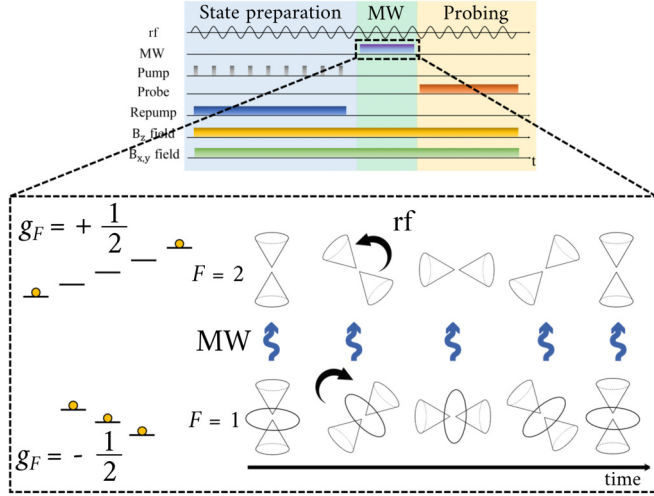 State preparation MW Probing
rf
MW
Pump
Probe
Repump
B_z field
B_x,y field
t
g_F = + 1/2
rf
F = 2
MW
F = 1
g_F = - 1/2
time